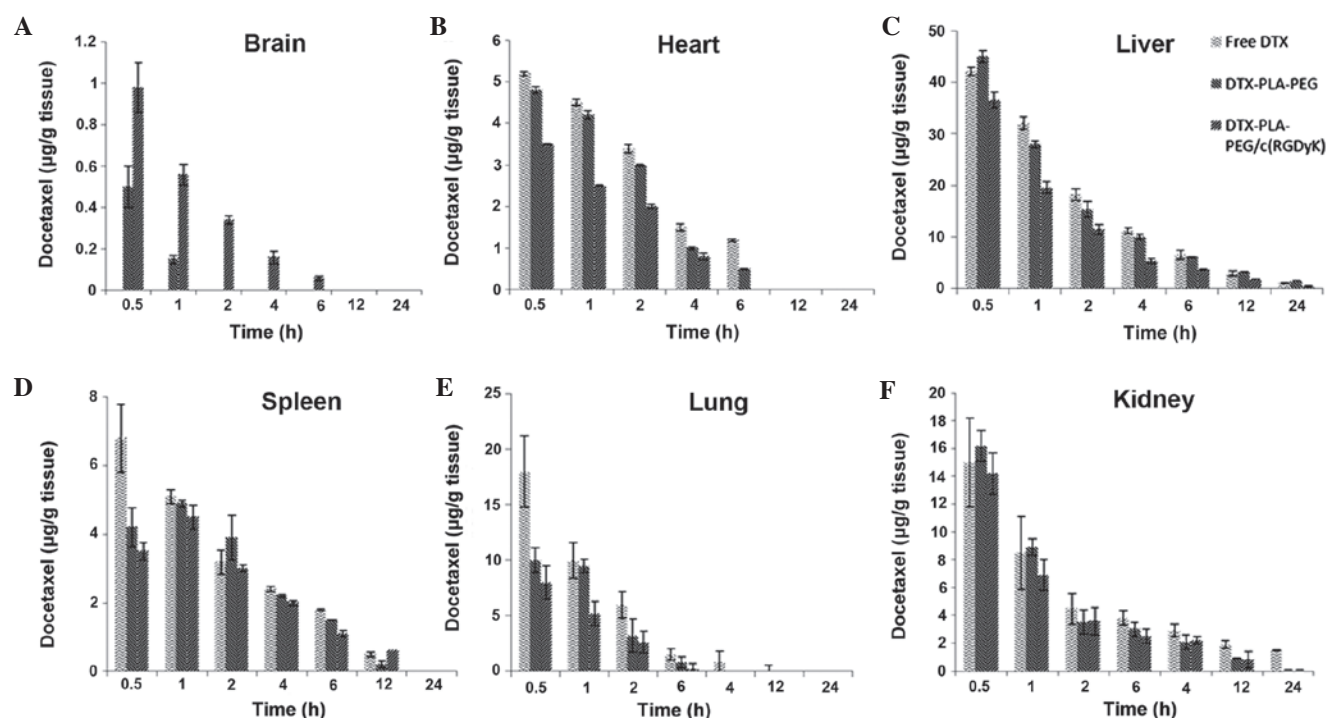 A
Brain
Docetaxel (µg/g tissue)
1.2
1
0.8
0.6
0.4
0.2
0
0.5 1 2 4 6 12 24
Time (h)
B
Heart
Docetaxel (µg/g tissue)
6
5
4
3
2
1
0
0.5 1 2 4 6 12 24
Time (h)
C
Liver
Docetaxel (µg/g tissue)
50
40
30
20
10
0
0.5 1 2 4 6 12 24
Time (h)
Free DTX
DTX-PLA-PEG
DTX-PLA-
PEG/c(RGDyK)
D
Spleen
Docetaxel (µg/g tissue)
8
6
4
2
0
0.5 1 2 4 6 12 24
Time (h)
E
Lung
Docetaxel (µg/g tissue)
25
20
15
10
5
0
0.5 1 2 6 4 12 24
Time (h)
F
Kidney
Docetaxel (µg/g tissue)
20
18
16
14
12
10
8
6
4
2
0
0.5 1 2 6 4 12 24
Time (h)